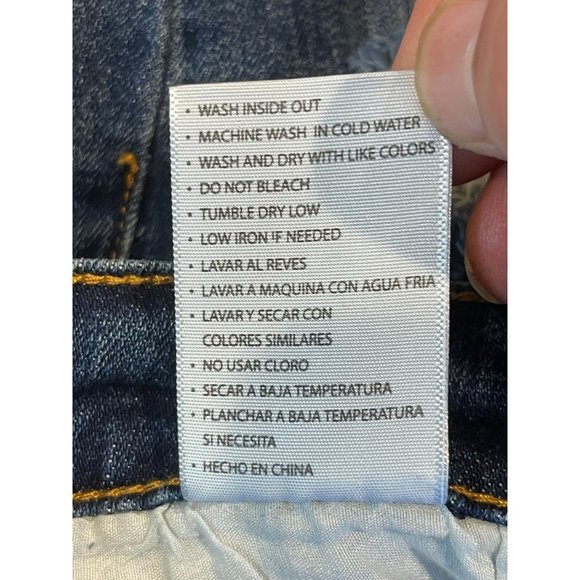 • WASH INSIDE OUT
• MACHINE WASH IN COLD WATER
• WASH AND DRY WITH LIKE COLORS
• DO NOT BLEACH
• TUMBLE DRY LOW
• LOW IRON IF NEEDED
• LAVAR AL REVES
• LAVAR A MAQUINA CON AGUA FRIA
• LAVAR Y SECAR CON
COLORES SIMILARES
• NO USAR CLORO
• SECAR A BAJA TEMPERATURA
• PLANCHAR A BAJA TEMPERATURA
SI NECESITA
• HECHO EN CHINA